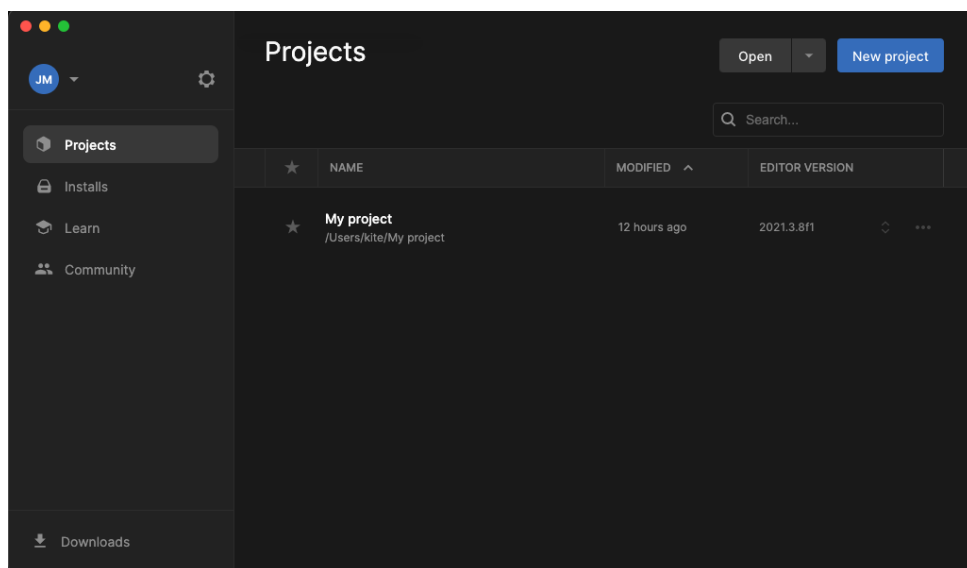 JM
Projects
Installs
Learn
Community
Downloads
Projects
Open
New project
Search...
NAME MODIFIED EDITOR VERSION
My project
/Users/kite/My project
12 hours ago
2021.3.8f1